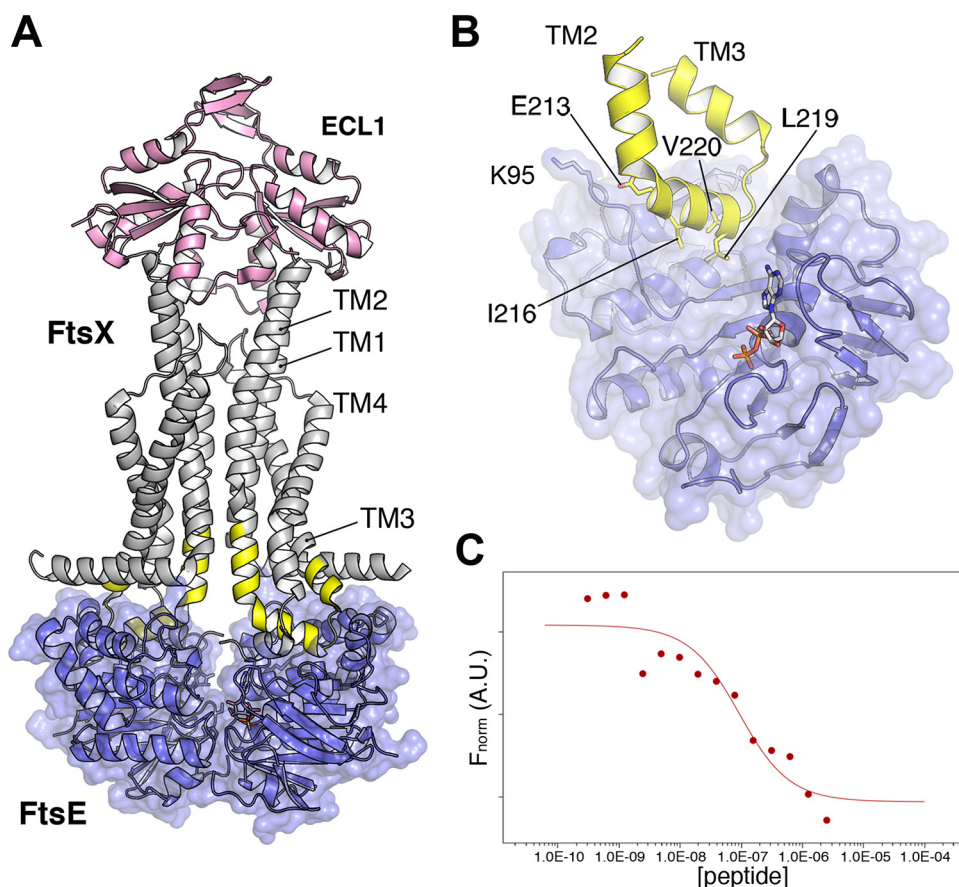 A
ECL1
TM2
FtsX
TM1
TM4
TM3
FtsE
B
TM2
TM3
E213
L219
V220
K95
I216
C
Fnorm (A.U.)
1.0E-10 1.0E-09 1.0E-08 1.0E-07 1.0E-06 1.0E-05 1.0E-04
[peptide]